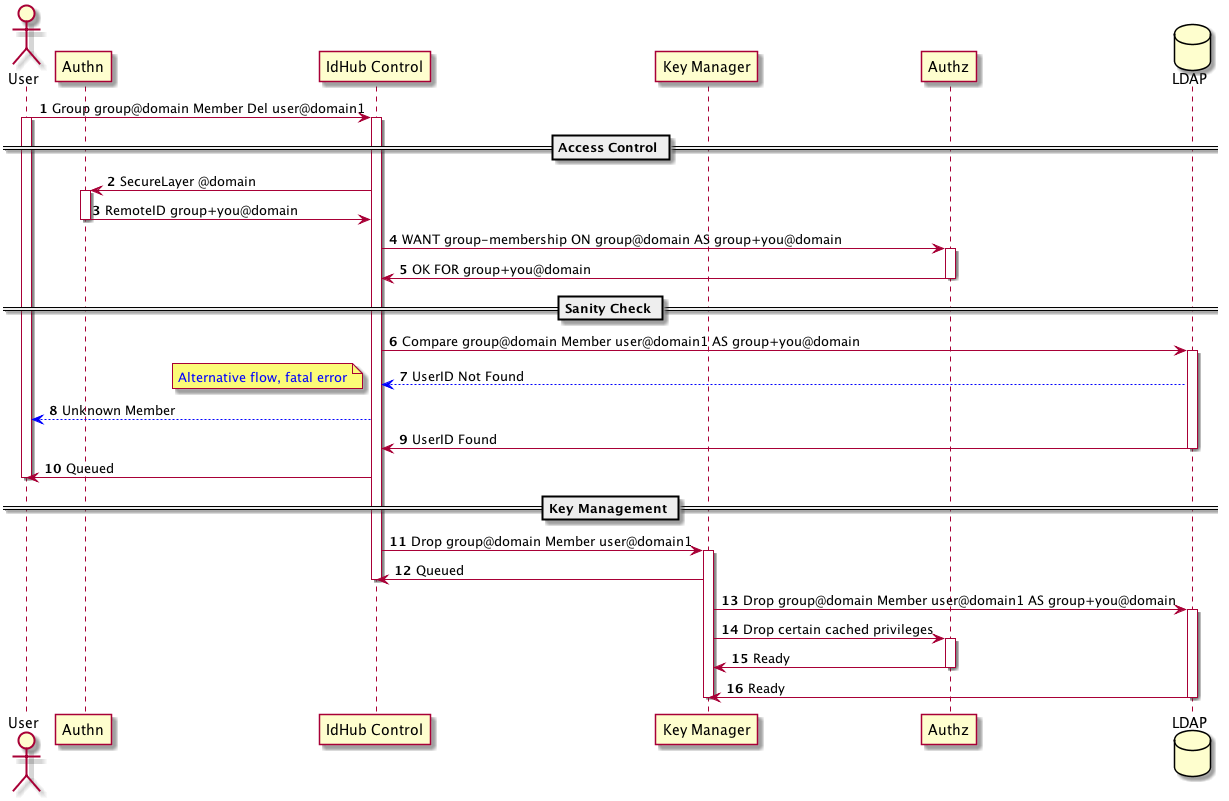 User
Authn
IdHub Control
Key Manager
Authz
LDAP
1 Group group@domain Member Del user@domain1
Access Control
2 SecureLayer @domain
3 RemoteID group+you@domain
4 WANT group-membership ON group@domain AS group+you@domain
5 OK FOR group+you@domain
Sanity Check
6 Compare group@domain Member user@domain1 AS group+you@domain
Alternative flow, fatal error
7 UserID Not Found
8 Unknown Member
9 UserID Found
10 Queued
Key Management
11 Drop group@domain Member user@domain1
12 Queued
13 Drop group@domain Member user@domain1 AS group+you@domain
14 Drop certain cached privileges
15 Ready
16 Ready
User
Authn
IdHub Control
Key Manager
Authz
LDAP